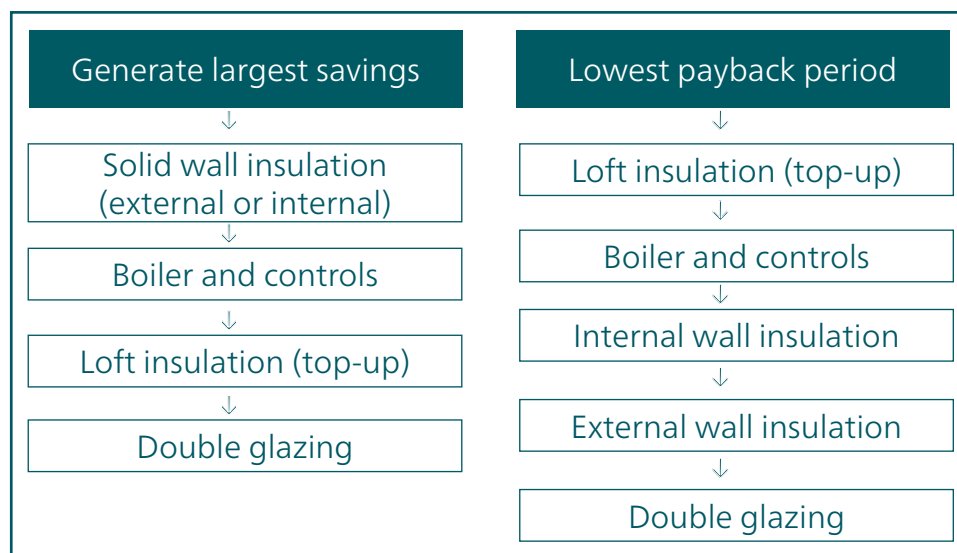 Generate largest savings
Solid wall insulation
(external or internal)
Boiler and controls
Loft insulation (top-up)
Double glazing
Lowest payback period
Loft insulation (top-up)
Boiler and controls
Internal wall insulation
External wall insulation
Double glazing